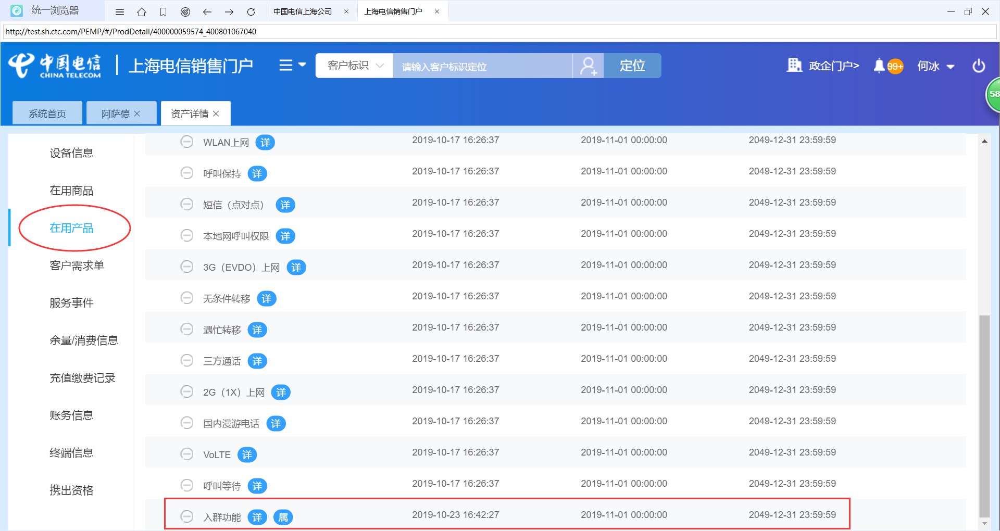 统一浏览器
中国电信上海公司 ×
上海电信销售门户 ×
http://test.sh.ctc.com/PEMP/#/ProdDetail/400000059574_400801067040
中国电信
CHINA TELECOM
上海电信销售门户
客户标识
请输入客户标识定位
定位
政企门户>
99+
何冰
58
系统首页
阿萨德 ×
资产详情 ×
设备信息
在用商品
在用产品
客户需求单
服务事件
余量/消费信息
充值缴费记录
账务信息
终端信息
携出资格
WLAN上网 详 2019-10-17 16:26:37 2019-11-01 00:00:00 2049-12-31 23:59:59
呼叫保持 详 2019-10-17 16:26:37 2019-11-01 00:00:00 2049-12-31 23:59:59
短信（点对点） 详 2019-10-17 16:26:37 2019-11-01 00:00:00 2049-12-31 23:59:59
本地网呼叫权限 详 2019-10-17 16:26:37 2019-11-01 00:00:00 2049-12-31 23:59:59
3G（EVDO）上网 详 2019-10-17 16:26:37 2019-11-01 00:00:00 2049-12-31 23:59:59
无条件转移 详 2019-10-17 16:26:37 2019-11-01 00:00:00 2049-12-31 23:59:59
遇忙转移 详 2019-10-17 16:26:37 2019-11-01 00:00:00 2049-12-31 23:59:59
三方通话 详 2019-10-17 16:26:37 2019-11-01 00:00:00 2049-12-31 23:59:59
2G（1X）上网 详 2019-10-17 16:26:37 2019-11-01 00:00:00 2049-12-31 23:59:59
国内漫游电话 详 2019-10-17 16:26:37 2019-11-01 00:00:00 2049-12-31 23:59:59
VoLTE 详 2019-10-17 16:26:37 2019-11-01 00:00:00 2049-12-31 23:59:59
呼叫等待 详 2019-10-17 16:26:37 2019-11-01 00:00:00 2049-12-31 23:59:59
入群功能 详 属 2019-10-23 16:42:27 2019-11-01 00:00:00 2049-12-31 23:59:59